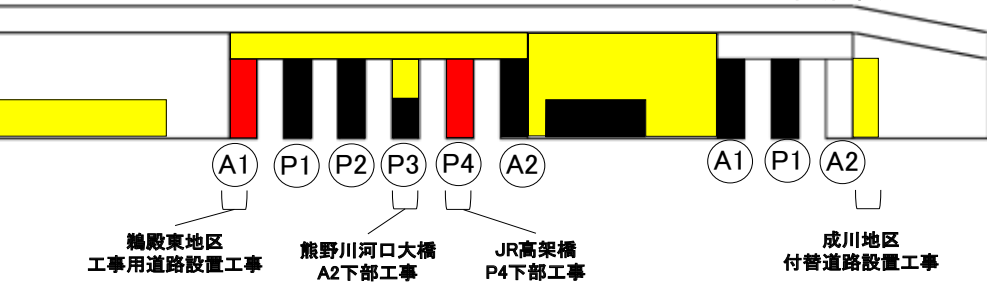 A1 P1 P2 P3 P4 A2 A1 P1 A2
鵜殿東地区
工事用道路設置工事
熊野川河口大橋
A2下部工事
JR高架橋
P4下部工事
成川地区
付替道路設置工事